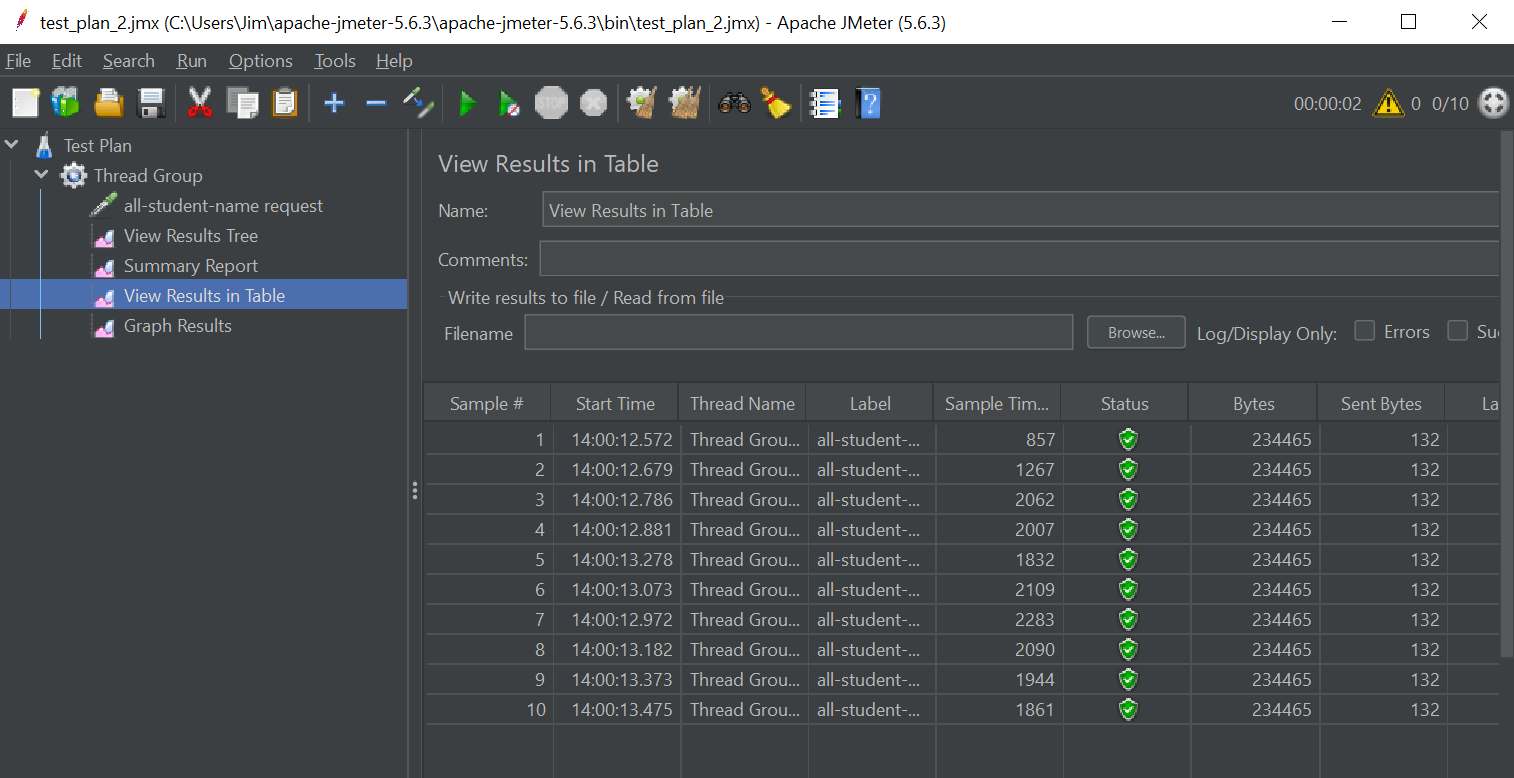 test_plan_2.jmx (C:\Users\Jim\apache-jmeter-5.6.3\apache-jmeter-5.6.3\bin\test_plan_2.jmx) - Apache JMeter (5.6.3)
File Edit Search Run Options Tools Help
STOP 00:00:02 0 0/10
Test Plan
Thread Group
all-student-name request
View Results Tree
Summary Report
View Results in Table
Graph Results
View Results in Table
Name: View Results in Table
Comments:
Write results to file / Read from file
Filename Browse... Log/Display Only: Errors Suc
Sample # Start Time Thread Name Label Sample Tim... Status Bytes Sent Bytes La
1 14:00:12.572 Thread Grou... all-student-... 857 234465 132
2 14:00:12.679 Thread Grou... all-student-... 1267 234465 132
3 14:00:12.786 Thread Grou... all-student-... 2062 234465 132
4 14:00:12.881 Thread Grou... all-student-... 2007 234465 132
5 14:00:13.278 Thread Grou... all-student-... 1832 234465 132
6 14:00:13.073 Thread Grou... all-student-... 2109 234465 132
7 14:00:12.972 Thread Grou... all-student-... 2283 234465 132
8 14:00:13.182 Thread Grou... all-student-... 2090 234465 132
9 14:00:13.373 Thread Grou... all-student-... 1944 234465 132
10 14:00:13.475 Thread Grou... all-student-... 1861 234465 132